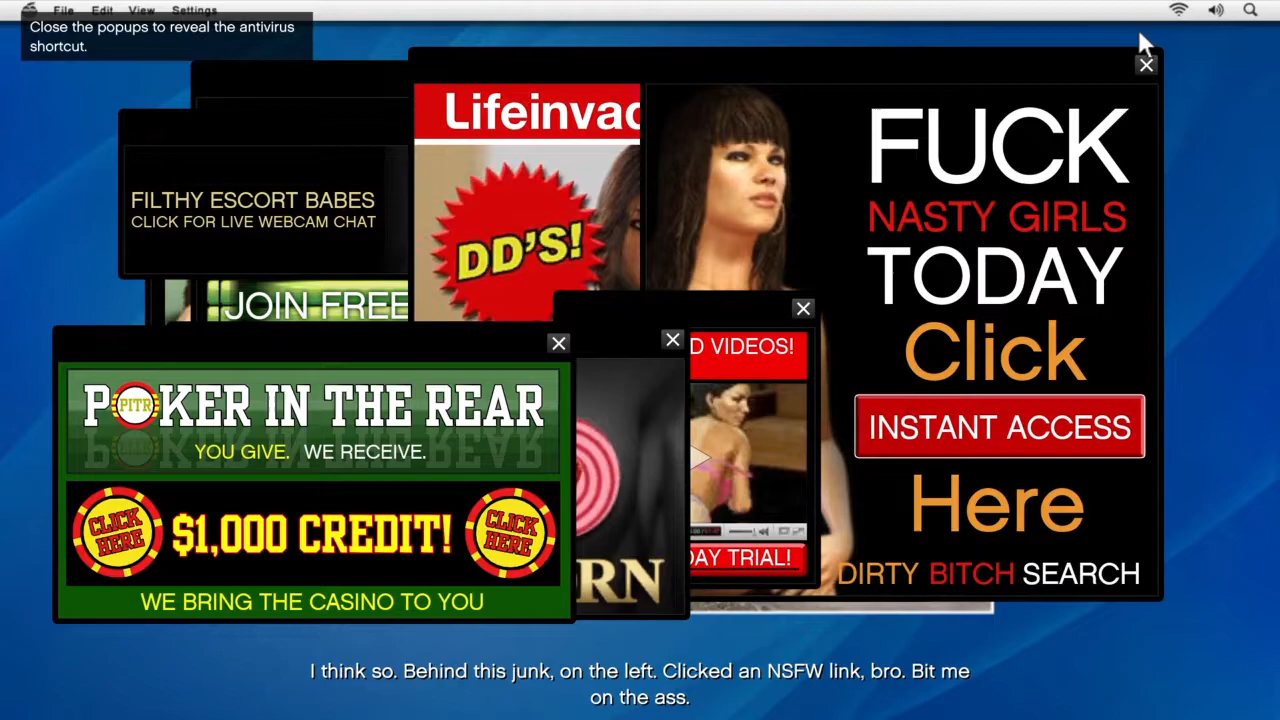 File Edit View Settings
Close the popups to reveal the antivirus
shortcut.
Lifeinvad
FILTHY ESCORT BABES
CLICK FOR LIVE WEBCAM CHAT
DD'S!
JOIN FREE
FUCK
NASTY GIRLS
TODAY
Click
INSTANT ACCESS
Here
DIRTY BITCH SEARCH
D VIDEOS!
DAY TRIAL!
RN
POKER IN THE REAR
PITR
YOU GIVE. WE RECEIVE.
CLICK
HERE
$1,000 CREDIT!
CLICK
HERE
WE BRING THE CASINO TO YOU
I think so. Behind this junk, on the left. Clicked an NSFW link, bro. Bit me
on the ass.